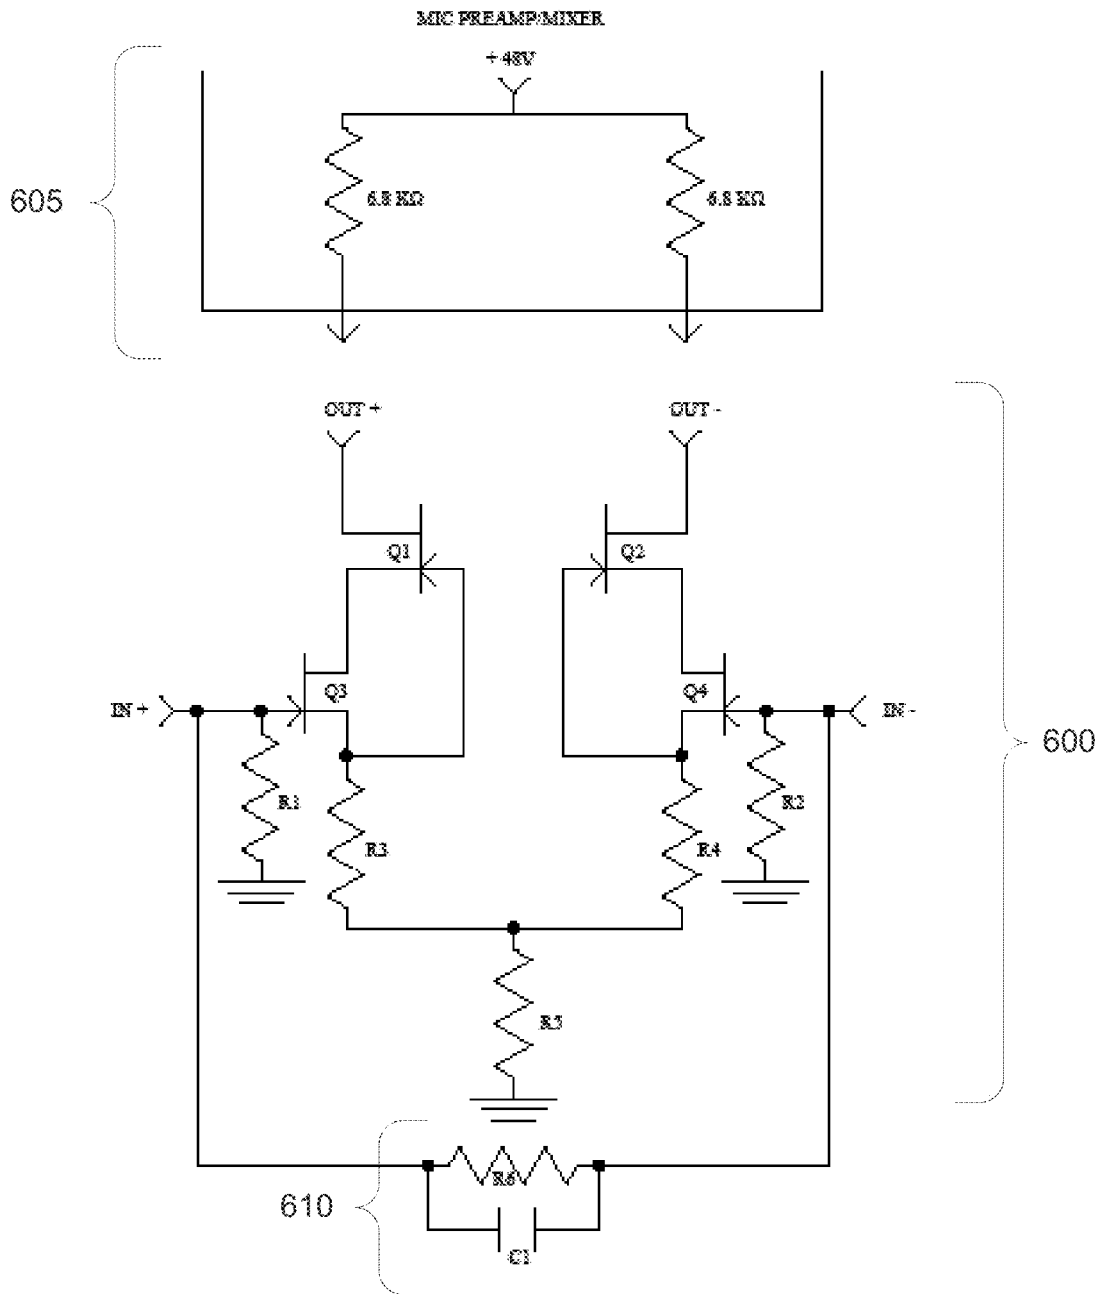 MIC PREAMP/MIXER
+48V
605
6.8 KΩ
6.8 KΩ
OUT +
OUT -
Q1
Q2
Q3
Q4
IN +
IN -
600
R1
R2
R3
R4
R5
R6
610
C1